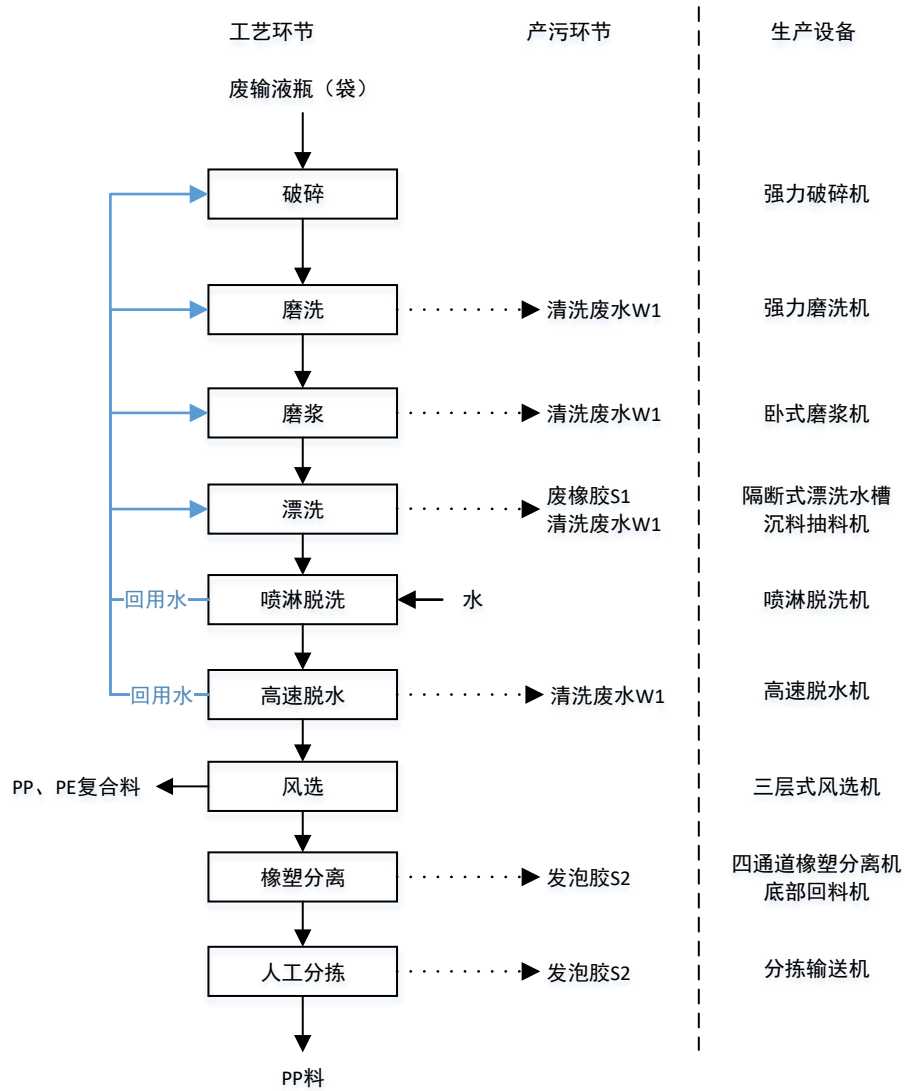 工艺环节
产污环节
生产设备
废输液瓶（袋）
破碎
强力破碎机
磨洗
清洗废水W1
强力磨洗机
磨浆
清洗废水W1
卧式磨浆机
漂洗
废橡胶S1
清洗废水W1
隔断式漂洗水槽
沉料抽料机
回用水
喷淋脱洗
水
喷淋脱洗机
回用水
高速脱水
清洗废水W1
高速脱水机
PP、PE复合料
风选
三层式风选机
橡塑分离
发泡胶S2
四通道橡塑分离机
底部回料机
人工分拣
发泡胶S2
分拣输送机
PP料